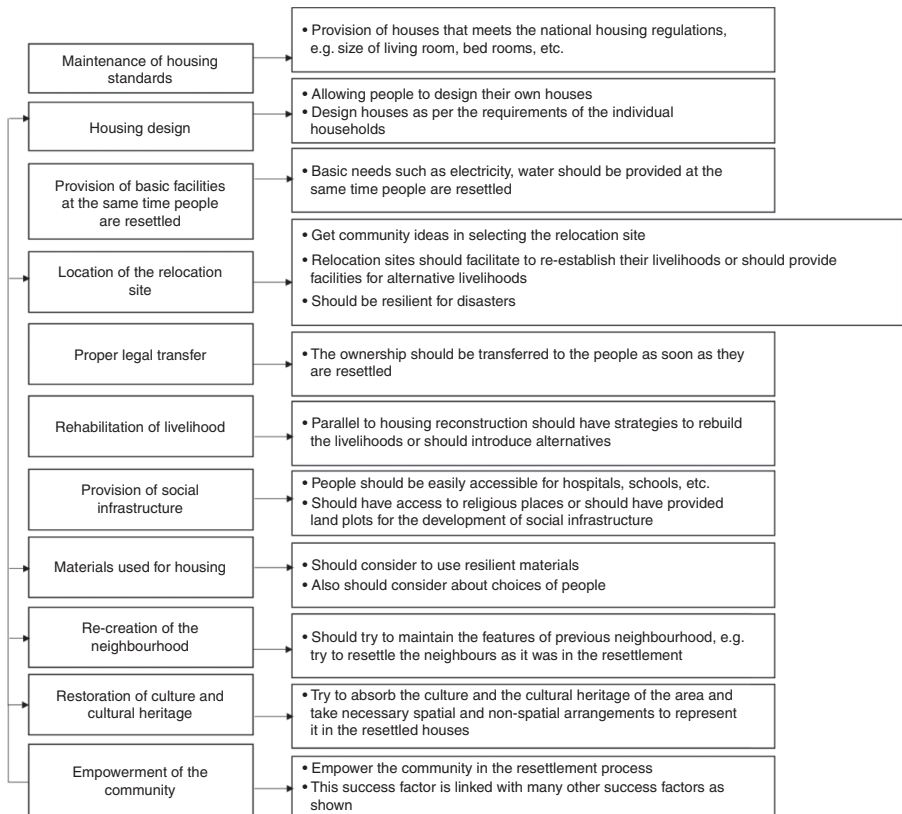 Maintenance of housing
standards
• Provision of houses that meets the national housing regulations,
e.g. size of living room, bed rooms, etc.
Housing design
• Allowing people to design their own houses
• Design houses as per the requirements of the individual
households
Provision of basic facilities
at the same time people
are resettled
• Basic needs such as electricity, water should be provided at the
same time people are resettled
Location of the relocation
site
• Get community ideas in selecting the relocation site
• Relocation sites should facilitate to re-establish their livelihoods or should provide
facilities for alternative livelihoods
• Should be resilient for disasters
Proper legal transfer
• The ownership should be transferred to the people as soon as they
are resettled
Rehabilitation of livelihood
• Parallel to housing reconstruction should have strategies to rebuild
the livelihoods or should introduce alternatives
Provision of social
infrastructure
• People should be easily accessible for hospitals, schools, etc.
• Should have access to religious places or should have provided
land plots for the development of social infrastructure
Materials used for housing
• Should consider to use resilient materials
• Also should consider about choices of people
Re-creation of the
neighbourhood
• Should try to maintain the features of previous neighbourhood, e.g.
try to resettle the neighbours as it was in the resettlement
Restoration of culture and
cultural heritage
• Try to absorb the culture and the cultural heritage of the area and
take necessary spatial and non-spatial arrangements to represent
it in the resettled houses
Empowerment of the
community
• Empower the community in the resettlement process
• This success factor is linked with many other success factors as
shown